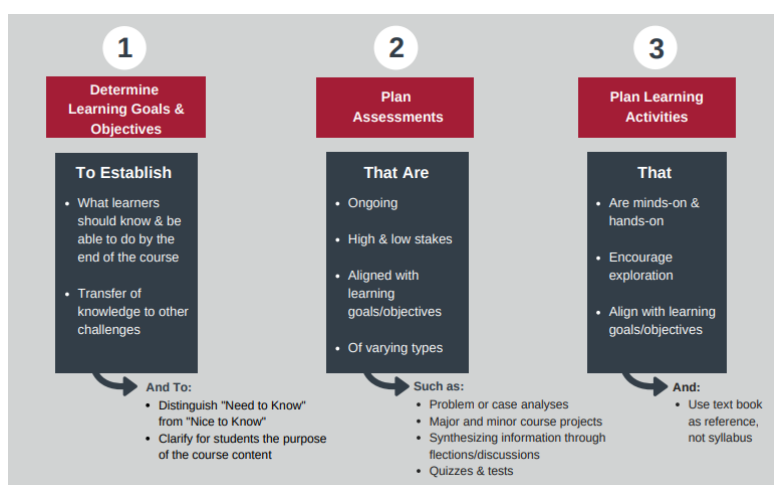 1
Determine
Learning Goals &
Objectives
To Establish
• What learners
should know & be
able to do by the
end of the course
• Transfer of
knowledge to other
challenges
And To:
• Distinguish "Need to Know"
from "Nice to Know"
• Clarify for students the purpose
of the course content
2
Plan
Assessments
That Are
• Ongoing
• High & low stakes
• Aligned with
learning
goals/objectives
• Of varying types
Such as:
• Problem or case analyses
• Major and minor course projects
• Synthesizing information through
flections/discussions
• Quizzes & tests
3
Plan Learning
Activities
That
• Are minds-on &
hands-on
• Encourage
exploration
• Align with learning
goals/objectives
And:
• Use text book
as reference,
not syllabus